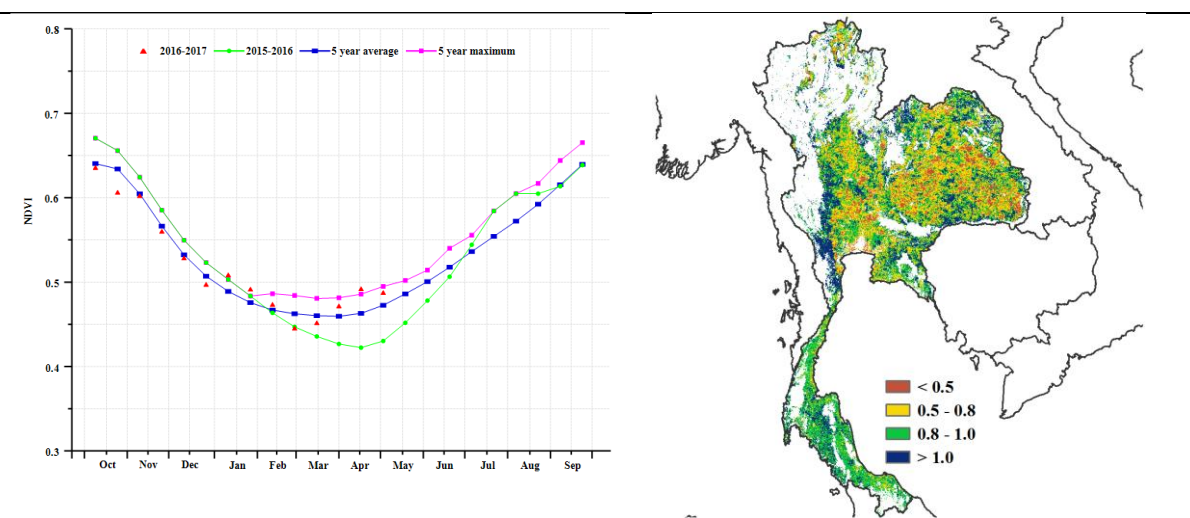 0.8
2016-2017 2015-2016 5 year average 5 year maximum
0.7
0.6
NDVI
0.5
0.4
0.3
Oct Nov Dec Jan Feb Mar Apr May Jun Jul Aug Sep
< 0.5
0.5 - 0.8
0.8 - 1.0
> 1.0